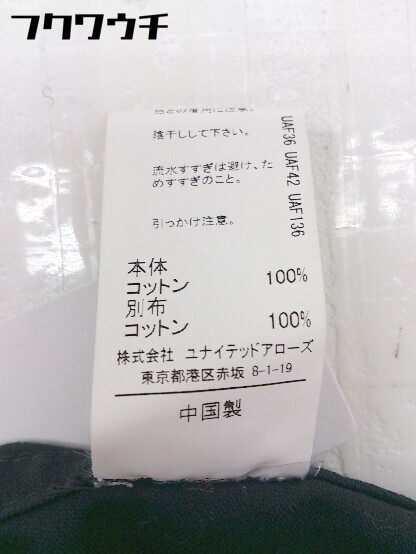 フクワウチ
陰干しして下さい。
流水すすぎは避け、た
めすすぎのこと。
引っかけ注意。
UAF36 UAF42 UAF136
本体
コットン 100%
別布
コットン 100%
株式会社 ユナイテッドアローズ
東京都港区赤坂 8-1-19
中国製